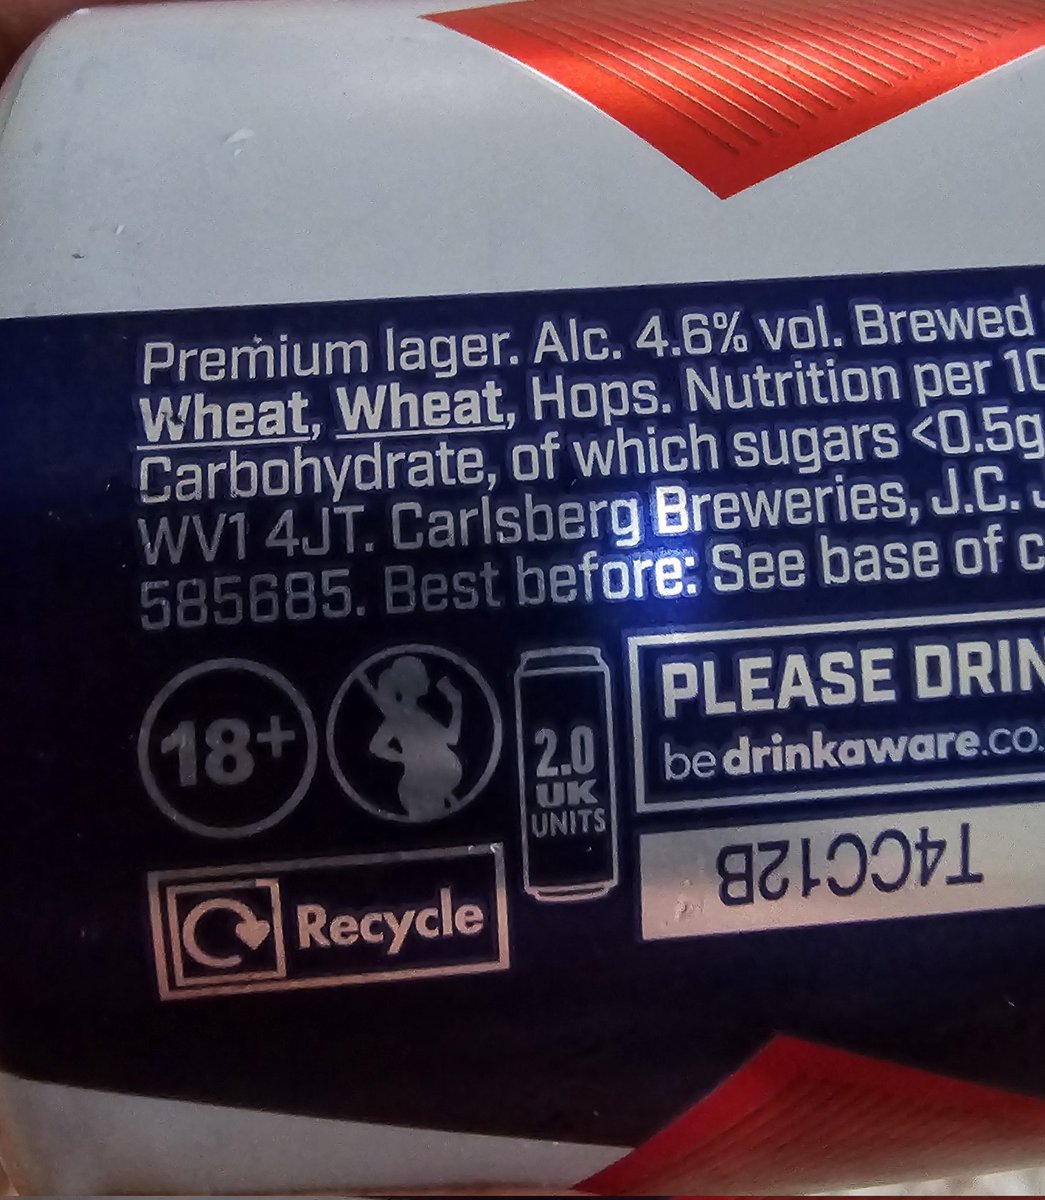 Premium lager. Alc. 4.6% vol. Brewed
Wheat, Wheat, Hops. Nutrition per 10
Carbohydrate, of which sugars <0.5g
WV1 4JT. Carlsberg Breweries, J.C. J
585685. Best before: See base of c
18+
2.0
UK
UNITS
PLEASE DRIN
bedrinkaware.co.
T4CC12B
Recycle